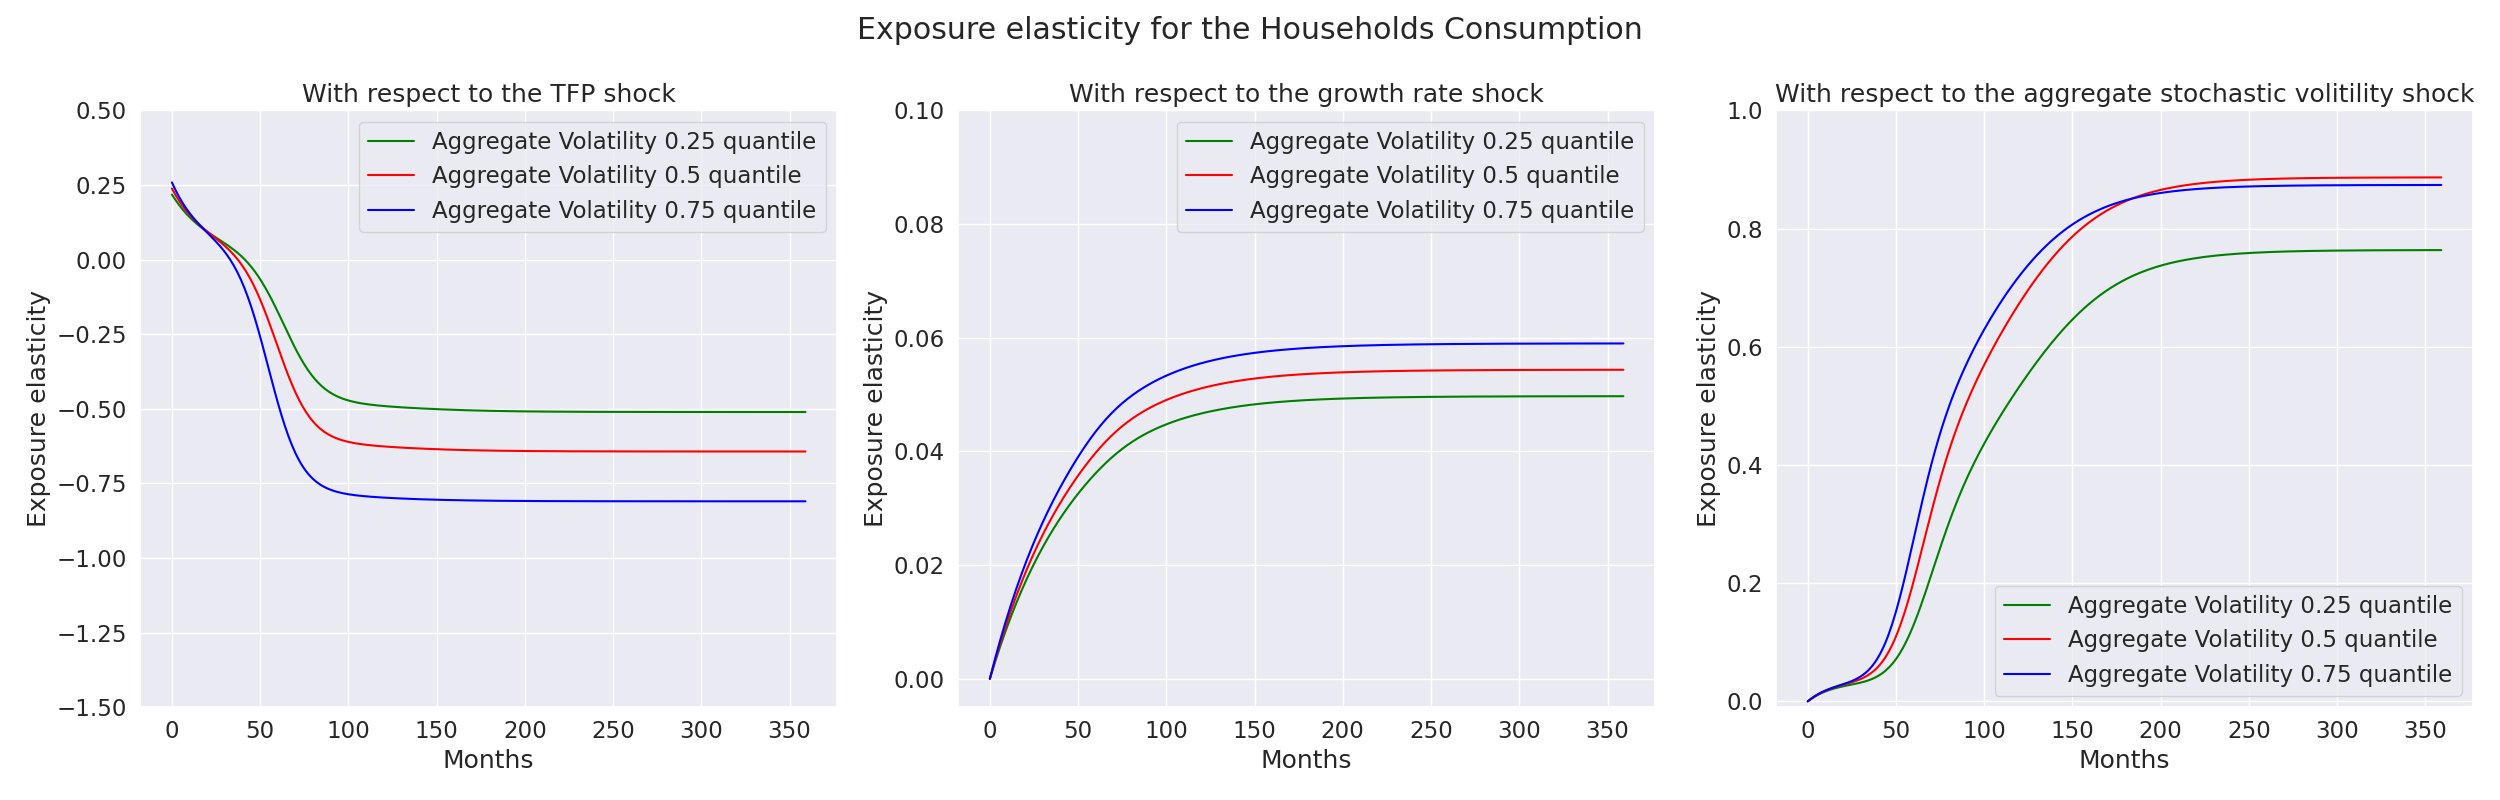 Exposure elasticity for the Households Consumption
With respect to the TFP shock
Exposure elasticity
0.50
0.25
0.00
−0.25
−0.50
−0.75
−1.00
−1.25
−1.50
Aggregate Volatility 0.25 quantile
Aggregate Volatility 0.5 quantile
Aggregate Volatility 0.75 quantile
0 50 100 150 200 250 300 350
Months
With respect to the growth rate shock
Exposure elasticity
0.10
0.08
0.06
0.04
0.02
0.00
Aggregate Volatility 0.25 quantile
Aggregate Volatility 0.5 quantile
Aggregate Volatility 0.75 quantile
0 50 100 150 200 250 300 350
Months
With respect to the aggregate stochastic volitility shock
Exposure elasticity
1.0
0.8
0.6
0.4
0.2
0.0
Aggregate Volatility 0.25 quantile
Aggregate Volatility 0.5 quantile
Aggregate Volatility 0.75 quantile
0 50 100 150 200 250 300 350
Months